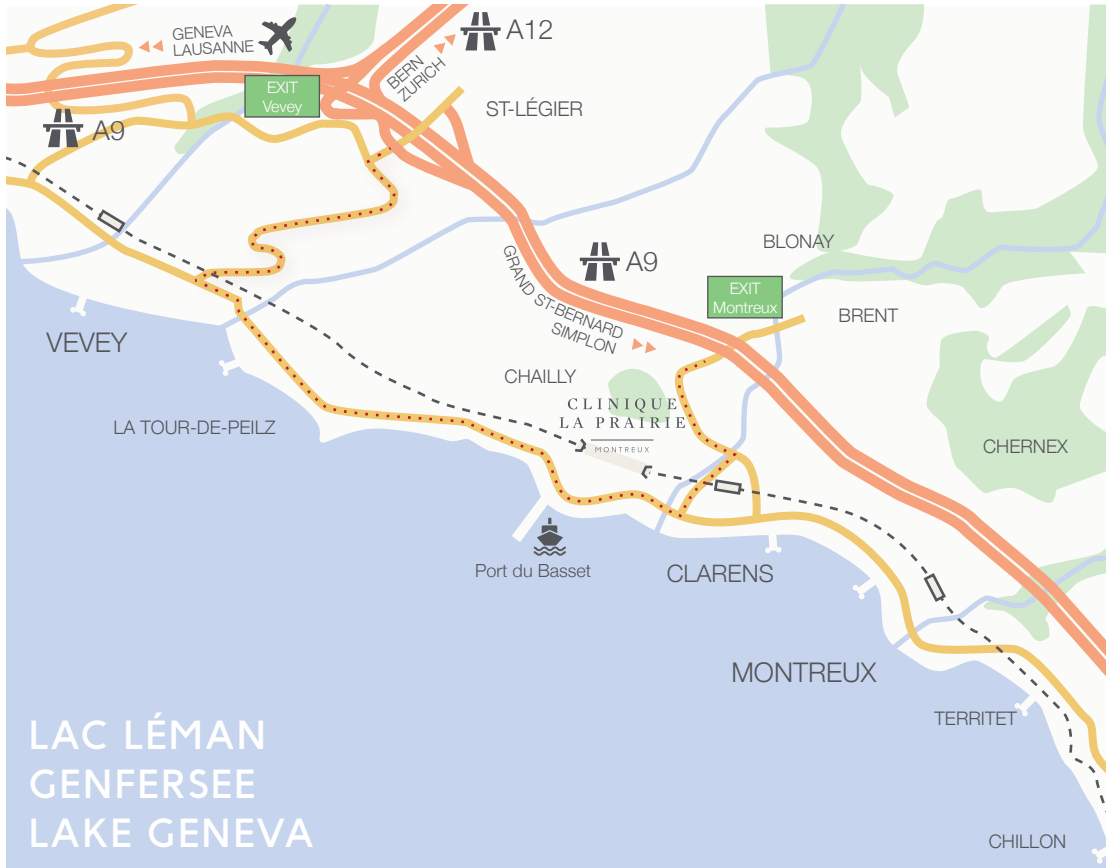 GENEVA
LAUSANNE
A12
BERN
ZURICH
EXIT
Vevey
ST-LÉGIER
A9
BLONAY
A9
GRAND ST-BERNARD
SIMPLON
EXIT
Montreux
BRENT
VEVEY
CHAILLY
CLINIQUE
LA PRAIRIE
MONTREUX
LA TOUR-DE-PEILZ
CHERNEX
Port du Basset
CLARENS
MONTREUX
TERRITET
LAC LÉMAN
GENFERSEE
LAKE GENEVA
CHILLON